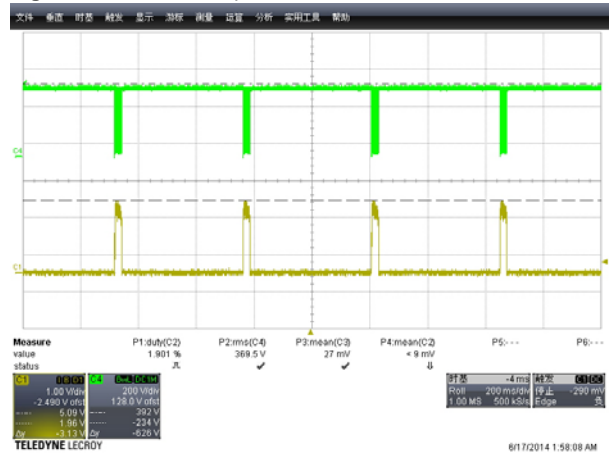 文件 垂直 时基 触发 显示 游标 测量 运算 分析 实用工具 帮助
C4
C1
Measure P1:duty(C2) P2:rms(C4) P3:mean(C3) P4:mean(C2) P5:- - - P6:- - -
value 1.901 % 369.5 V 27 mV < 9 mV
status
C1 C4 BwL DC1M 时基 -4 ms 触发 C1 DC
1.00 V/div 200 V/div Roll 200 ms/div 停止 -290 mV
-2.490 V ofst 128.0 V ofst 1.00 MS 500 kS/s Edge 负
5.09 V 392 V
1.96 V -234 V
Δy -3.13 V Δy -626 V
TELEDYNE LECROY 6/17/2014 1:58:08 AM